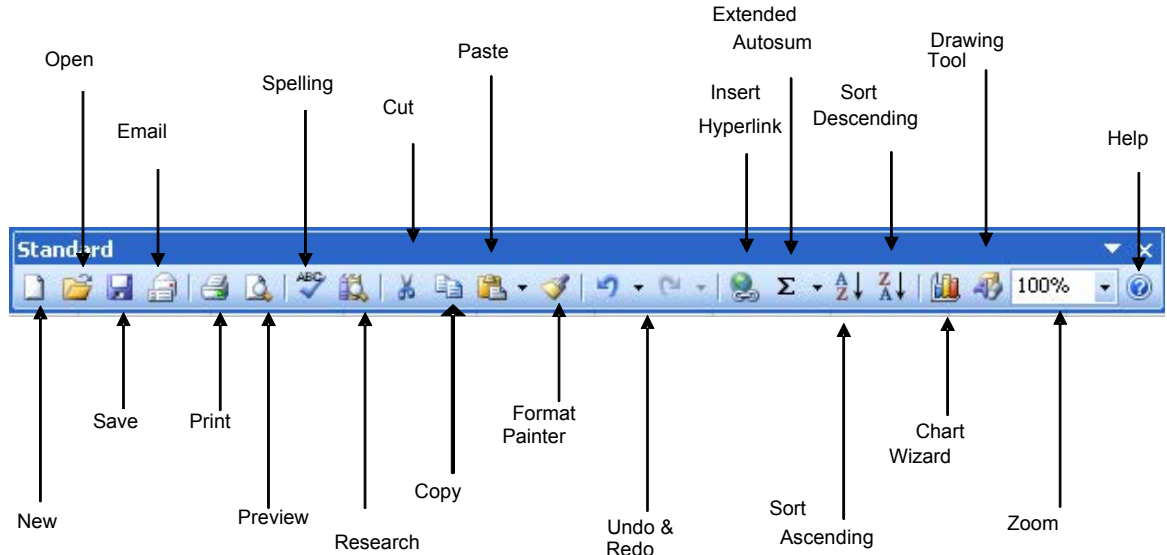 Extended
Autosum
Drawing
Tool
Open
Paste
Spelling
Insert
Hyperlink
Sort
Descending
Cut
Email
Help
Standard
ABC
Σ
A
Z
Z
A
100%
?
Save
Print
Format
Painter
Chart
Wizard
Copy
New
Preview
Research
Undo &
Redo
Sort
Ascending
Zoom